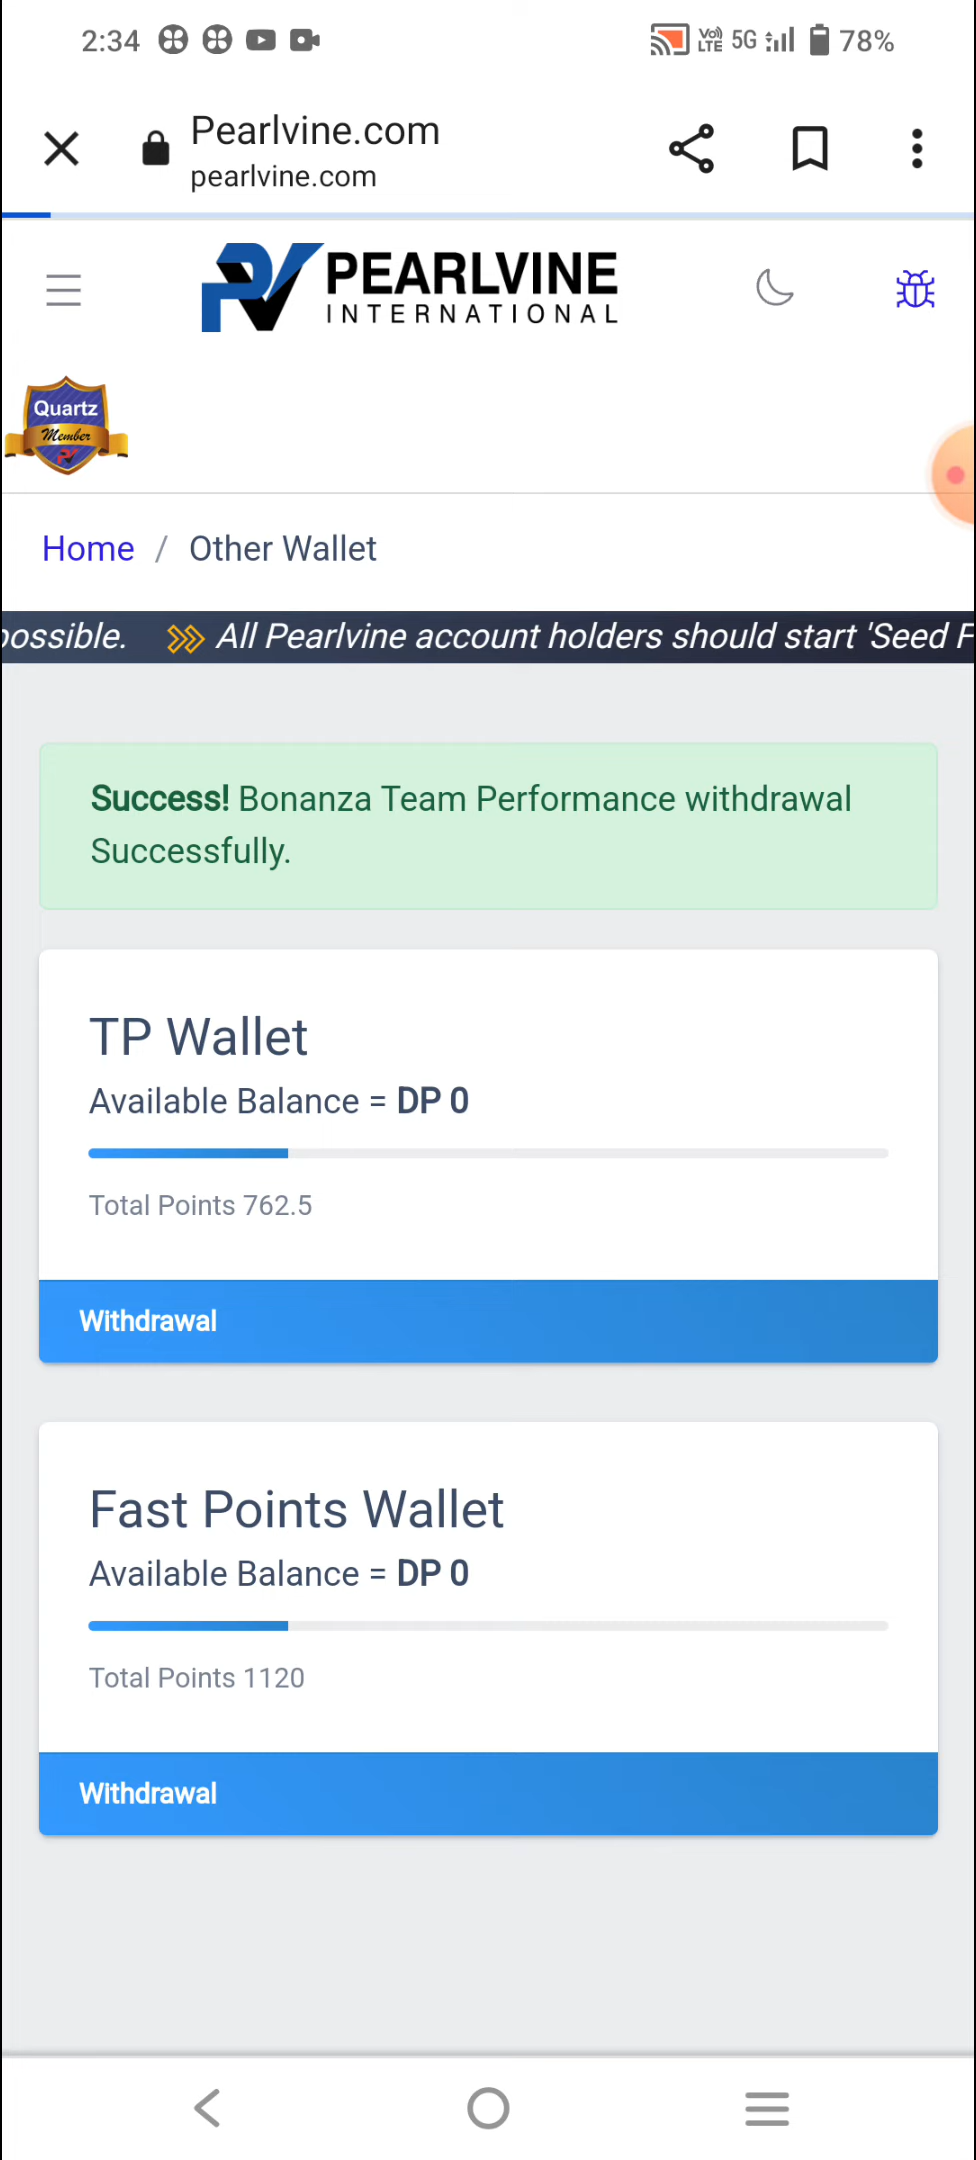 2:34 VoLTE 5G 78%
Pearlvine.com
pearlvine.com
PEARLVINE
INTERNATIONAL
Quartz
Member
Home / Other Wallet
possible. All Pearlvine account holders should start 'Seed F
Success! Bonanza Team Performance withdrawal
Successfully.
TP Wallet
Available Balance = DP 0
Total Points 762.5
Withdrawal
Fast Points Wallet
Available Balance = DP 0
Total Points 1120
Withdrawal